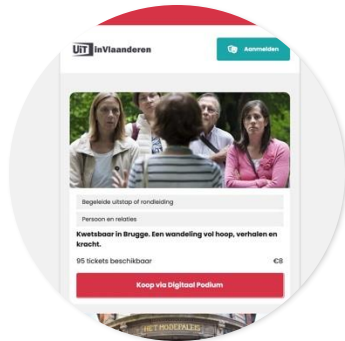 UiT inVlaanderen
Aanmelden
Begeleide uitstap of rondleiding
Persoon en relaties
Kwetsbaar in Brugge. Een wandeling vol hoop, verhalen en
kracht.
95 tickets beschikbaar
€8
Koop via Digitaal Podium
HET MODEPALEIS